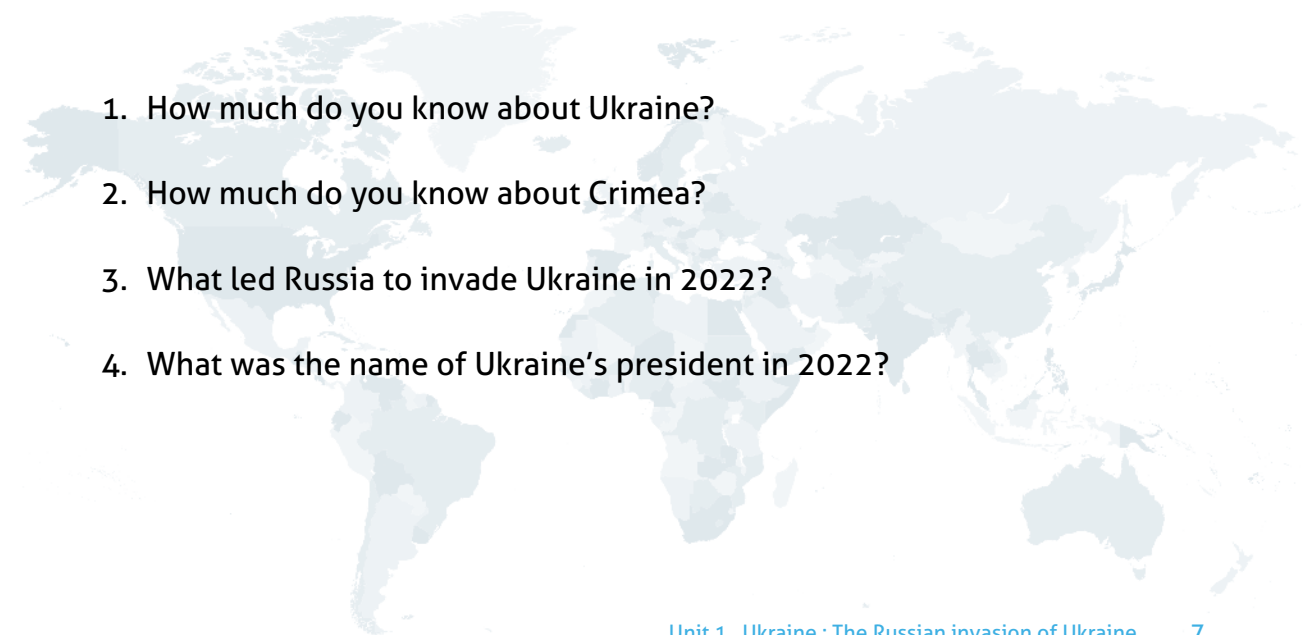 1. How much do you know about Ukraine?
2. How much do you know about Crimea?
3. What led Russia to invade Ukraine in 2022?
4. What was the name of Ukraine’s president in 2022?
Unit 1 Ukraine : The Russian invasion of Ukraine 7